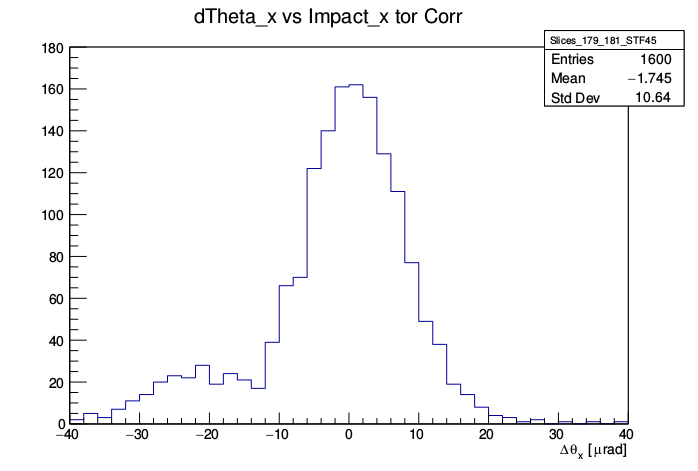 dTheta_x vs Impact_x tor Corr
Slices_179_181_STF45
Entries 1600
Mean −1.745
Std Dev 10.64
180
160
140
120
100
80
60
40
20
0
−40 −30 −20 −10 0 10 20 30 40
Δθx [μrad]